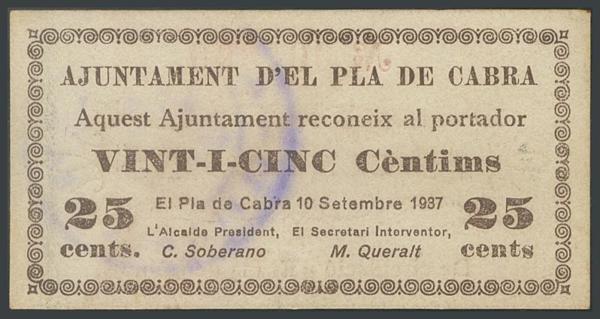 AJUNTAMENT D'EL PLA DE CABRA
Aquest Ajuntament reconeix al portador
VINT-I-CINC Cèntims
25 cents.
El Pla de Cabra 10 Setembre 1937
L'Alcalde President, El Secretari Interventor,
C. Soberano M. Queralt
25 cents